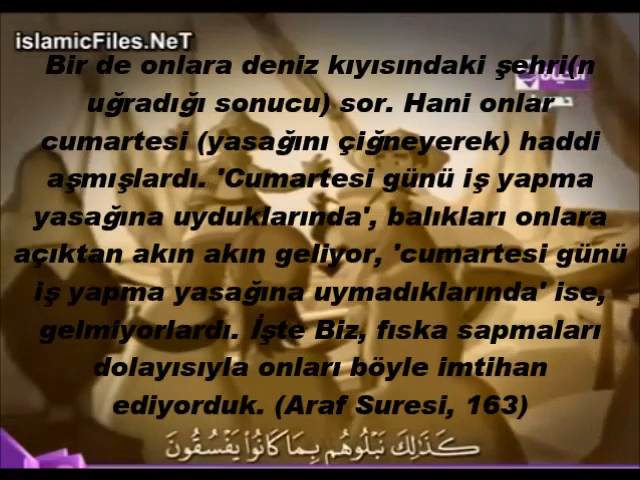 islamicFiles.NeT
Bir de onlara deniz kıyısındaki şehri(n
uğradığı sonucu) sor. Hani onlar
cumartesi (yasağını çiğneyerek) haddi
aşmışlardı. 'Cumartesi günü iş yapma
yasağına uyduklarında', balıkları onlara
açıktan akın akın geliyor, 'cumartesi günü
iş yapma yasağına uymadıklarında' ise,
gelmiyorlardı. İşte Biz, fıska sapmaları
dolayısıyla onları böyle imtihan
ediyorduk. (Araf Suresi, 163)
كَذَٰلِكَ نَبْلُوهُم بِمَا كَانُوا۟ يَفْسُقُونَ